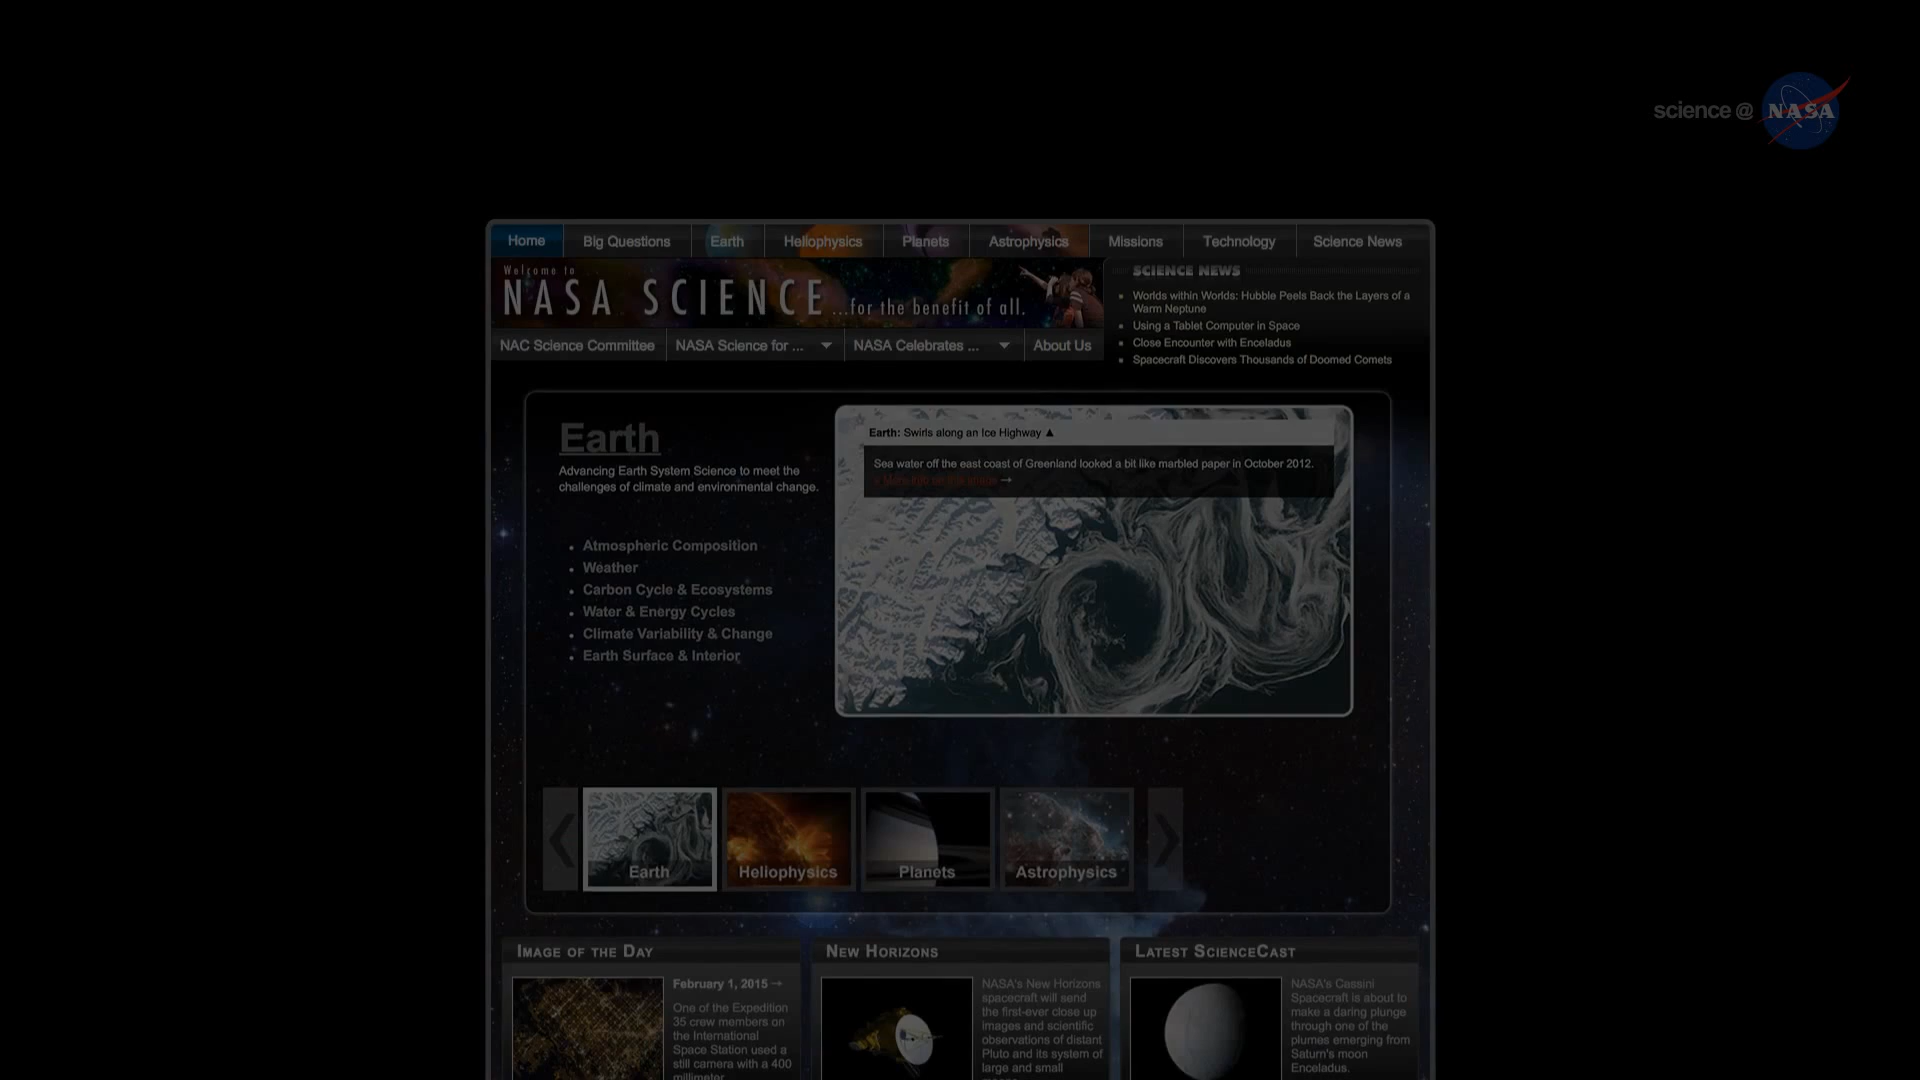 science @ NASA
Home Big Questions Earth Heliophysics Planets Astrophysics Missions Technology Science News
Welcome to
NASA SCIENCE ...for the benefit of all.
NAC Science Committee NASA Science for ... NASA Celebrates ... About Us
SCIENCE NEWS
Worlds within Worlds: Hubble Peels Back the Layers of a
Warm Neptune
Using a Tablet Computer in Space
Close Encounter with Enceladus
Spacecraft Discovers Thousands of Doomed Comets
Earth
Advancing Earth System Science to meet the
challenges of climate and environmental change.
Atmospheric Composition
Weather
Carbon Cycle & Ecosystems
Water & Energy Cycles
Climate Variability & Change
Earth Surface & Interior
Earth: Swirls along an Ice Highway ▲
Sea water off the east coast of Greenland looked a bit like marbled paper in October 2012.
» More info on this image →
Earth Heliophysics Planets Astrophysics
IMAGE OF THE DAY
February 1, 2015 →
One of the Expedition
35 crew members on
the International
Space Station used a
still camera with a 400
millimeter
NEW HORIZONS
NASA's New Horizons
spacecraft will send
the first-ever close up
images and scientific
observations of distant
Pluto and its system of
large and small
LATEST SCIENCECAST
NASA's Cassini
Spacecraft is about to
make a daring plunge
through one of the
plumes emerging from
Saturn's moon
Enceladus.